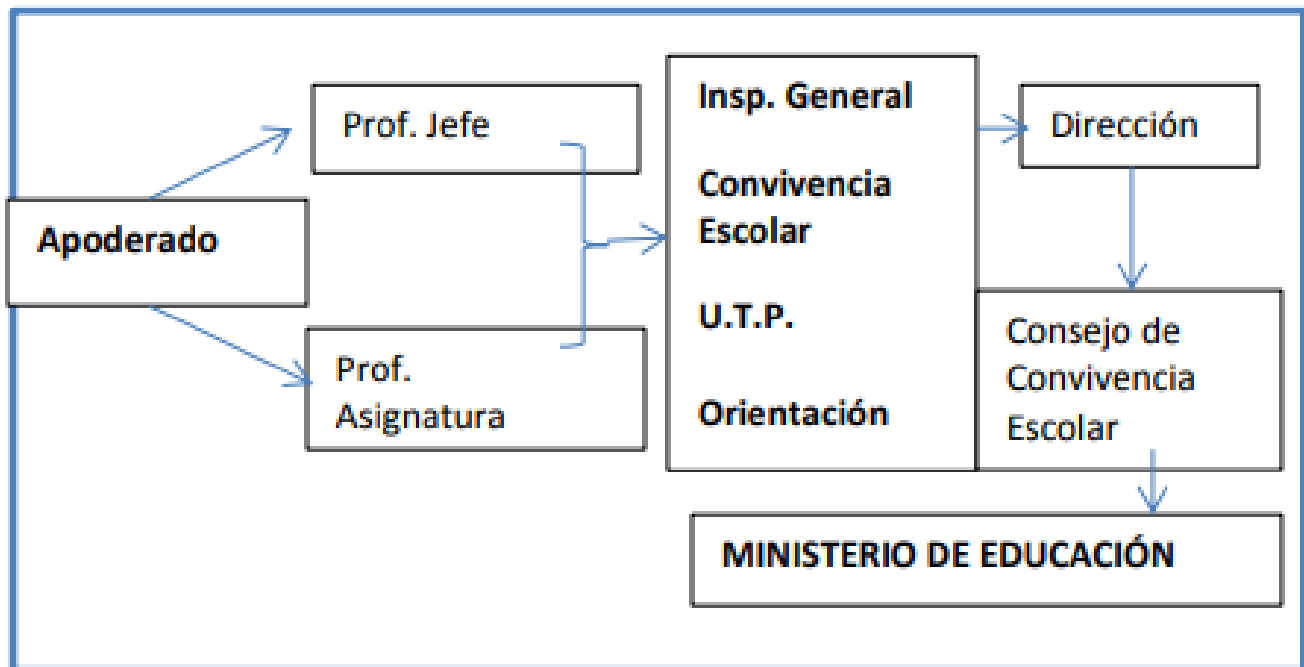 Apoderado
Prof. Jefe
Prof.
Asignatura
Insp. General
Convivencia
Escolar
U.T.P.
Orientación
Dirección
Consejo de
Convivencia
Escolar
MINISTERIO DE EDUCACIÓN